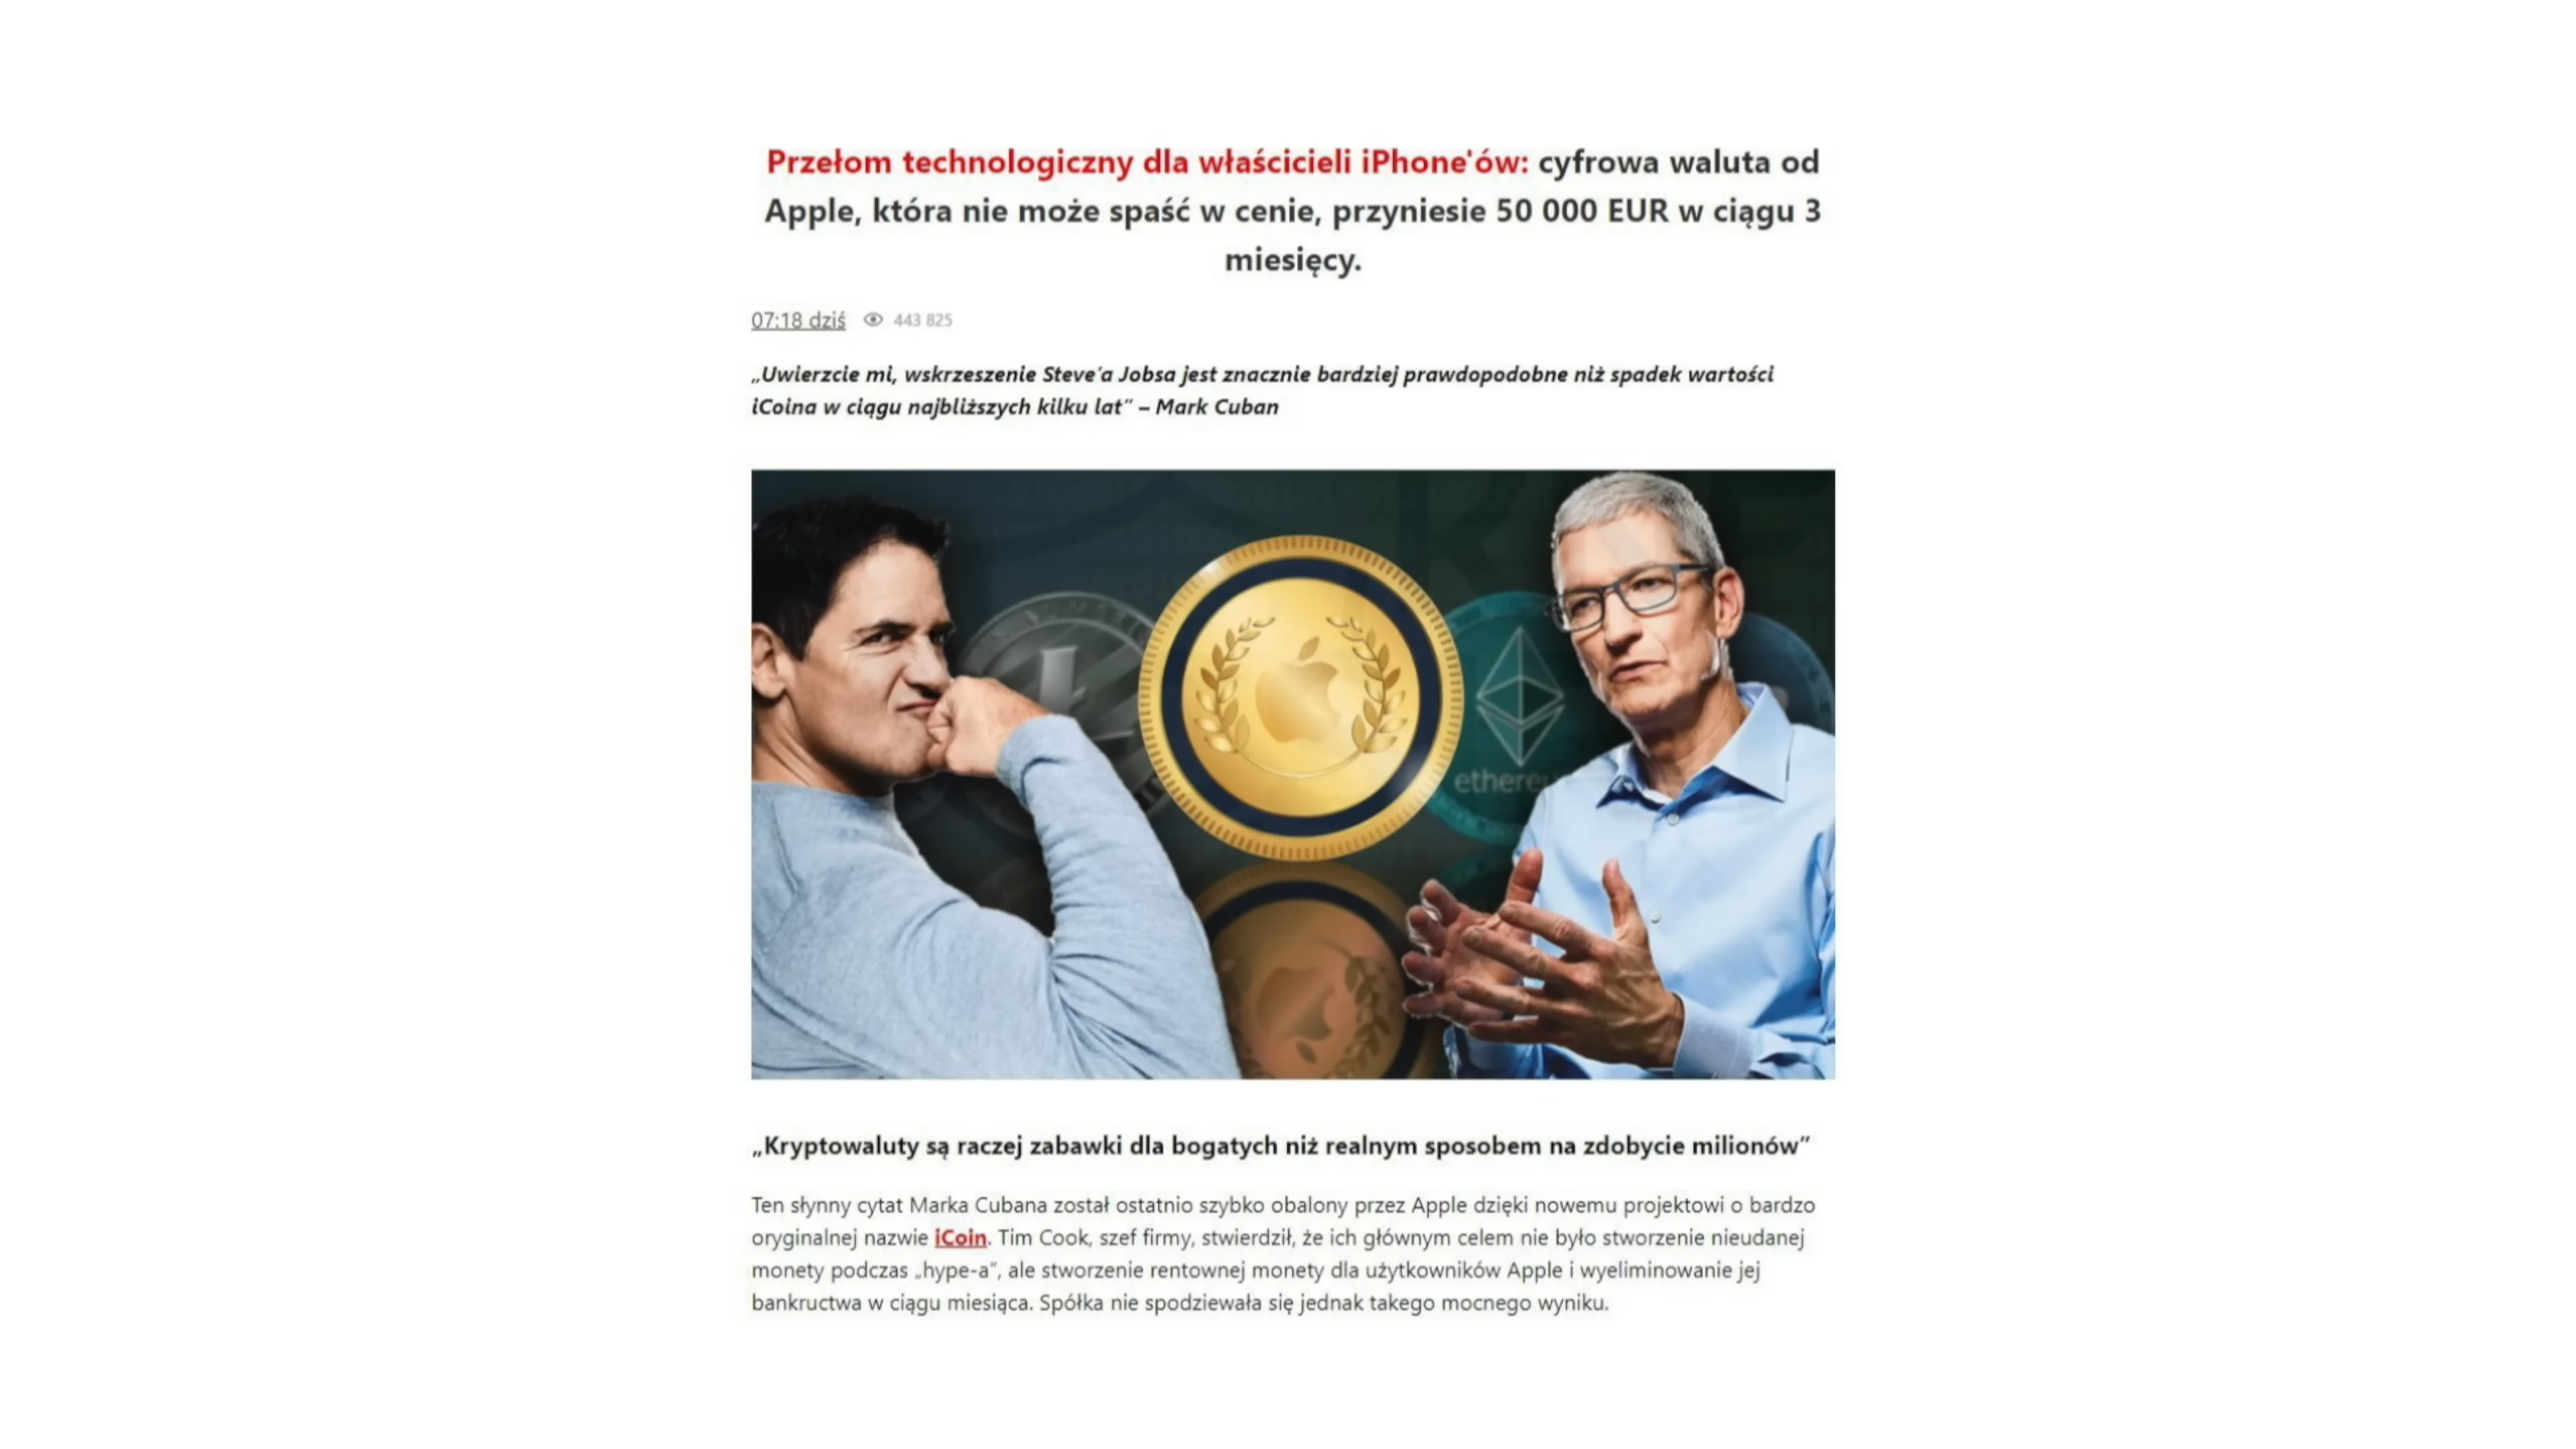 Przełom technologiczny dla właścicieli iPhone'ów: cyfrowa waluta od
Apple, która nie może spaść w cenie, przyniesie 50 000 EUR w ciągu 3
miesięcy.
07:18 dziś 443 825
„Uwierzcie mi, wskrzeszenie Steve'a Jobsa jest znacznie bardziej prawdopodobne niż spadek wartości
iCoina w ciągu najbliższych kilku lat” – Mark Cuban
ethereu
„Kryptowaluty są raczej zabawki dla bogatych niż realnym sposobem na zdobycie milionów”
Ten słynny cytat Marka Cubana został ostatnio szybko obalony przez Apple dzięki nowemu projektowi o bardzo
oryginalnej nazwie iCoin. Tim Cook, szef firmy, stwierdził, że ich głównym celem nie było stworzenie nieudanej
monety podczas „hype-a”, ale stworzenie rentownej monety dla użytkowników Apple i wyeliminowanie jej
bankructwa w ciągu miesiąca. Spółka nie spodziewała się jednak takego mocnego wyniku.